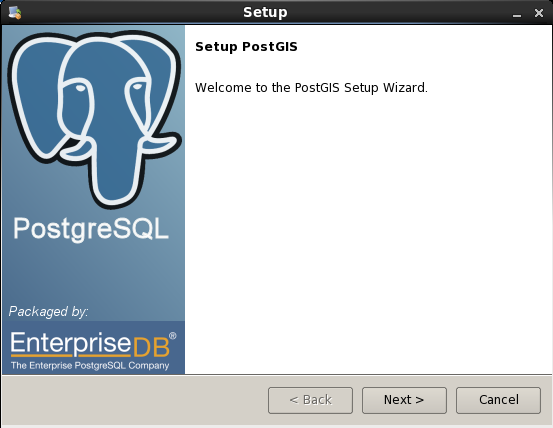 Setup
Setup PostGIS
Welcome to the PostGIS Setup Wizard.
PostgreSQL
Packaged by:
EnterpriseDB®
The Enterprise PostgreSQL Company
< Back
Next >
Cancel